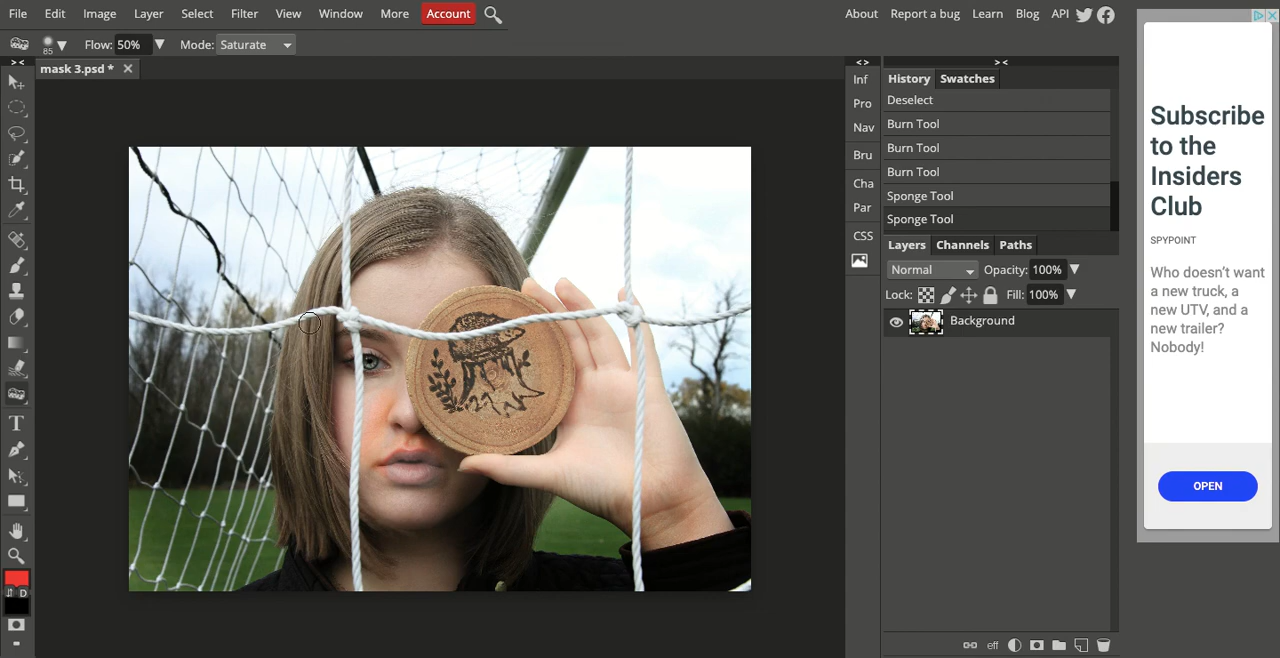 File Edit Image Layer Select Filter View Window More Account
About Report a bug Learn Blog API
85 Flow: 50% Mode: Saturate
mask 3.psd *
> <
< >
> <
Inf
Pro
Nav
Bru
Cha
Par
CSS
History Swatches
Deselect
Burn Tool
Burn Tool
Burn Tool
Sponge Tool
Sponge Tool
Layers Channels Paths
Normal Opacity: 100%
Lock: Fill: 100%
Background
eff
T
D
Subscribe
to the
Insiders
Club
SPYPOINT
Who doesn't want
a new truck, a
new UTV, and a
new trailer?
Nobody!
OPEN